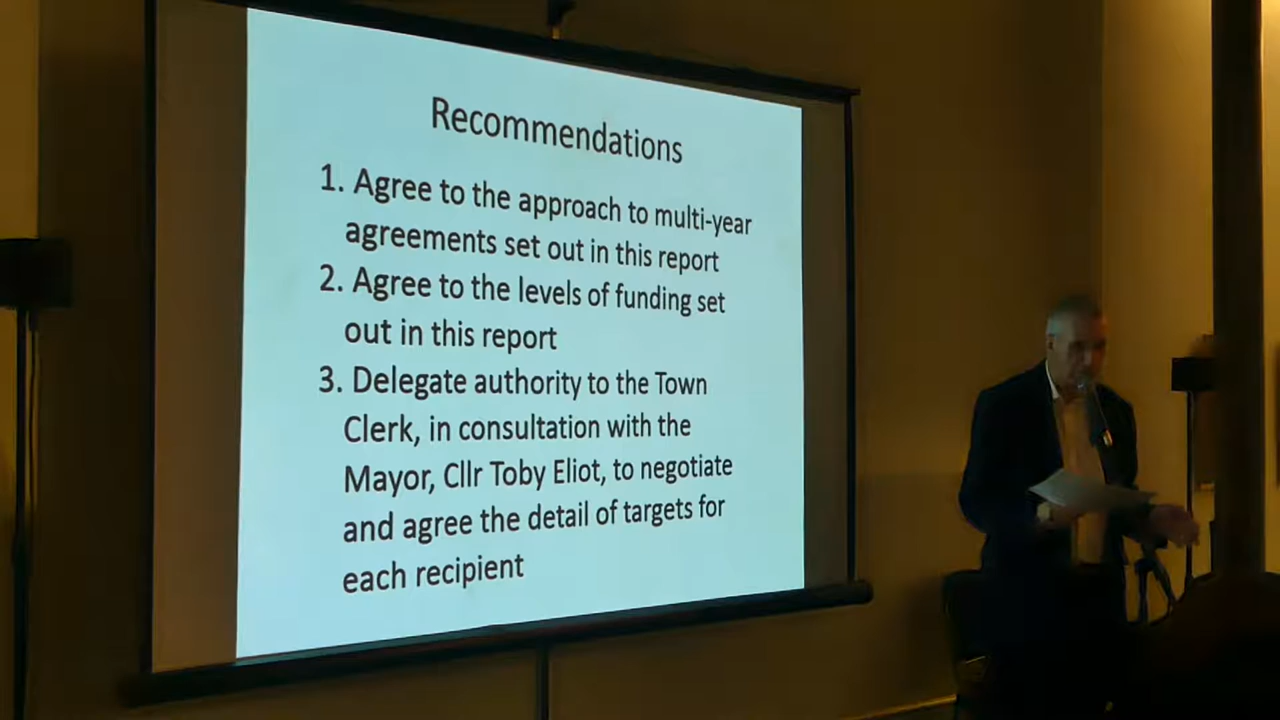 Recommendations
1. Agree to the approach to multi-year
agreements set out in this report
2. Agree to the levels of funding set
out in this report
3. Delegate authority to the Town
Clerk, in consultation with the
Mayor, Cllr Toby Eliot, to negotiate
and agree the detail of targets for
each recipient